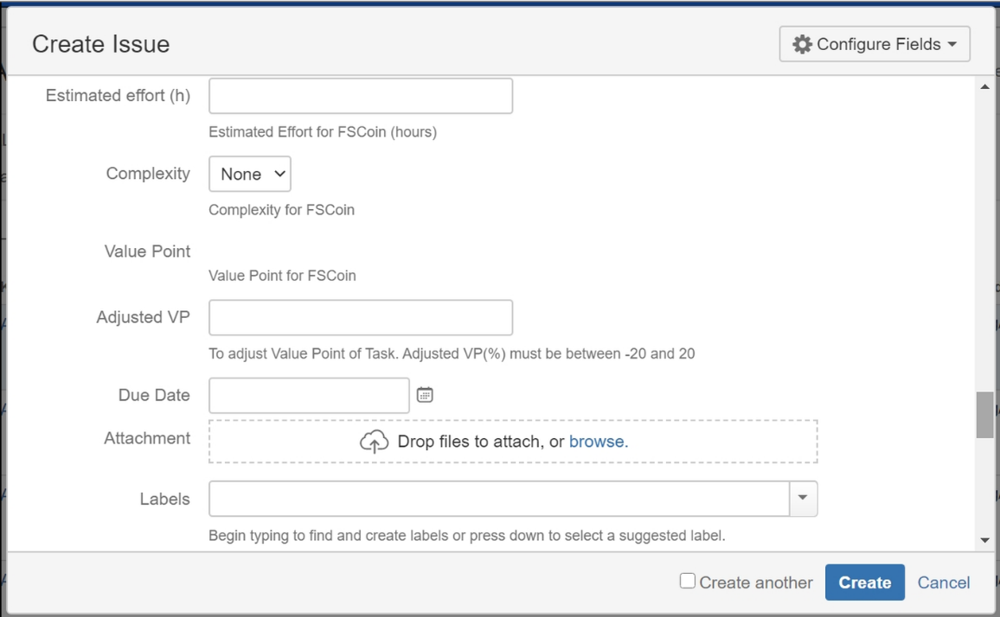 Create Issue
Configure Fields
Estimated effort (h)
Estimated Effort for FSCoin (hours)
Complexity
None
Complexity for FSCoin
Value Point
Value Point for FSCoin
Adjusted VP
To adjust Value Point of Task. Adjusted VP(%) must be between -20 and 20
Due Date
Attachment
Drop files to attach, or browse.
Labels
Begin typing to find and create labels or press down to select a suggested label.
Create another
Create
Cancel